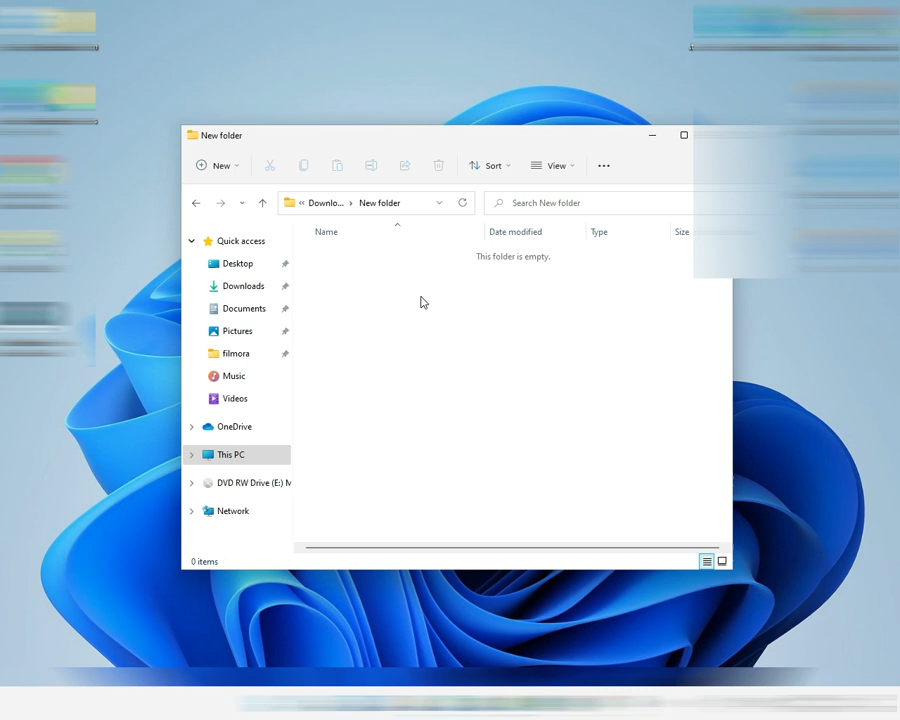 New folder
New
Sort
View
« Downlo... › New folder
Search New folder
Name
Date modified
Type
Size
Quick access
This folder is empty.
Desktop
Downloads
Documents
Pictures
filmora
Music
Videos
OneDrive
This PC
DVD RW Drive (E:) M
Network
0 items